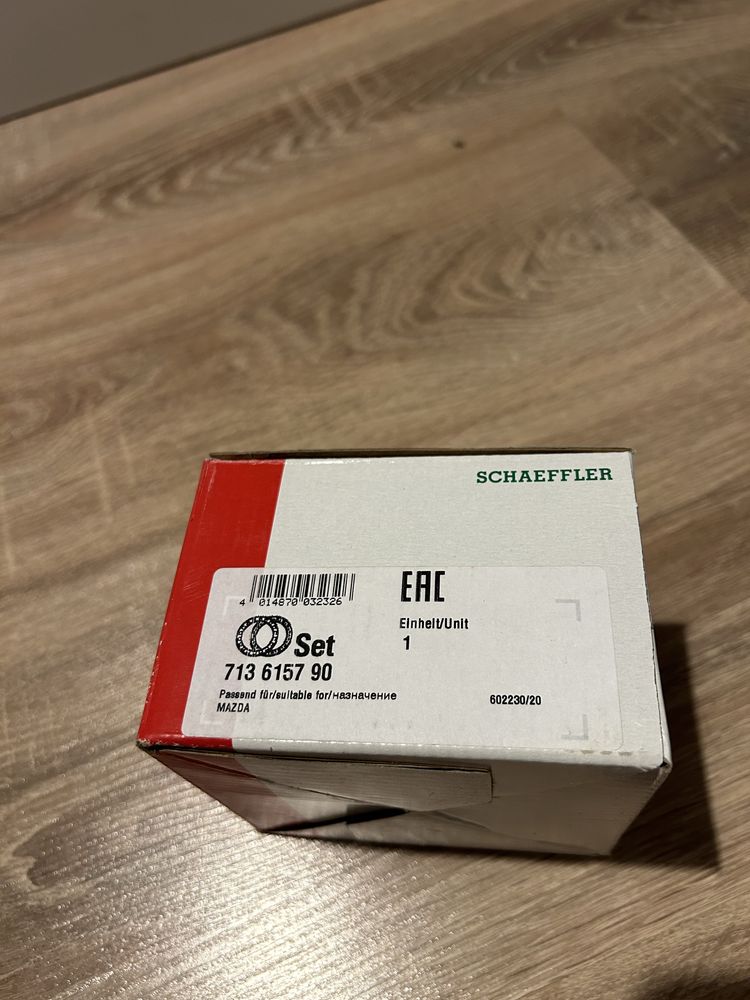 SCHAEFFLER
4 014870 032326
EAC
Einheit/Unit
1
Set
713 6157 90
Passend für/suitable for/назначение
MAZDA
602230/20